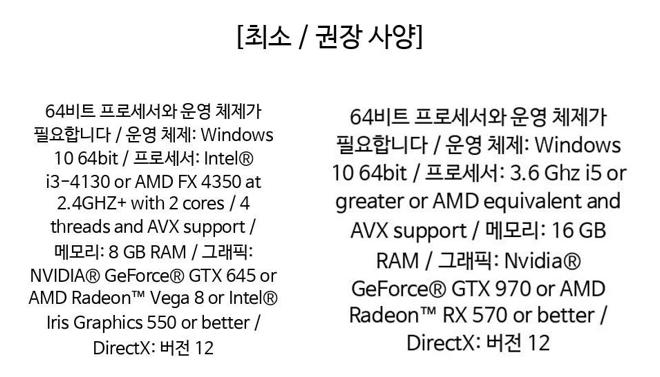 [최소 / 권장 사양]
64비트 프로세서와 운영 체제가
필요합니다 / 운영 체제: Windows
10 64bit / 프로세서: Intel®
i3-4130 or AMD FX 4350 at
2.4GHZ+ with 2 cores / 4
threads and AVX support /
메모리: 8 GB RAM / 그래픽:
NVIDIA® GeForce® GTX 645 or
AMD Radeon™ Vega 8 or Intel®
Iris Graphics 550 or better /
DirectX: 버전 12
64비트 프로세서와 운영 체제가
필요합니다 / 운영 체제: Windows
10 64bit / 프로세서: 3.6 Ghz i5 or
greater or AMD equivalent and
AVX support / 메모리: 16 GB
RAM / 그래픽: Nvidia®
GeForce® GTX 970 or AMD
Radeon™ RX 570 or better /
DirectX: 버전 12